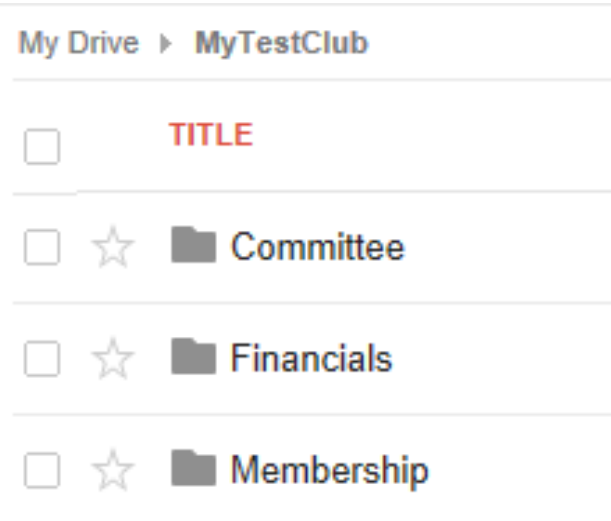 My Drive MyTestClub
TITLE
Committee
Financials
Membership